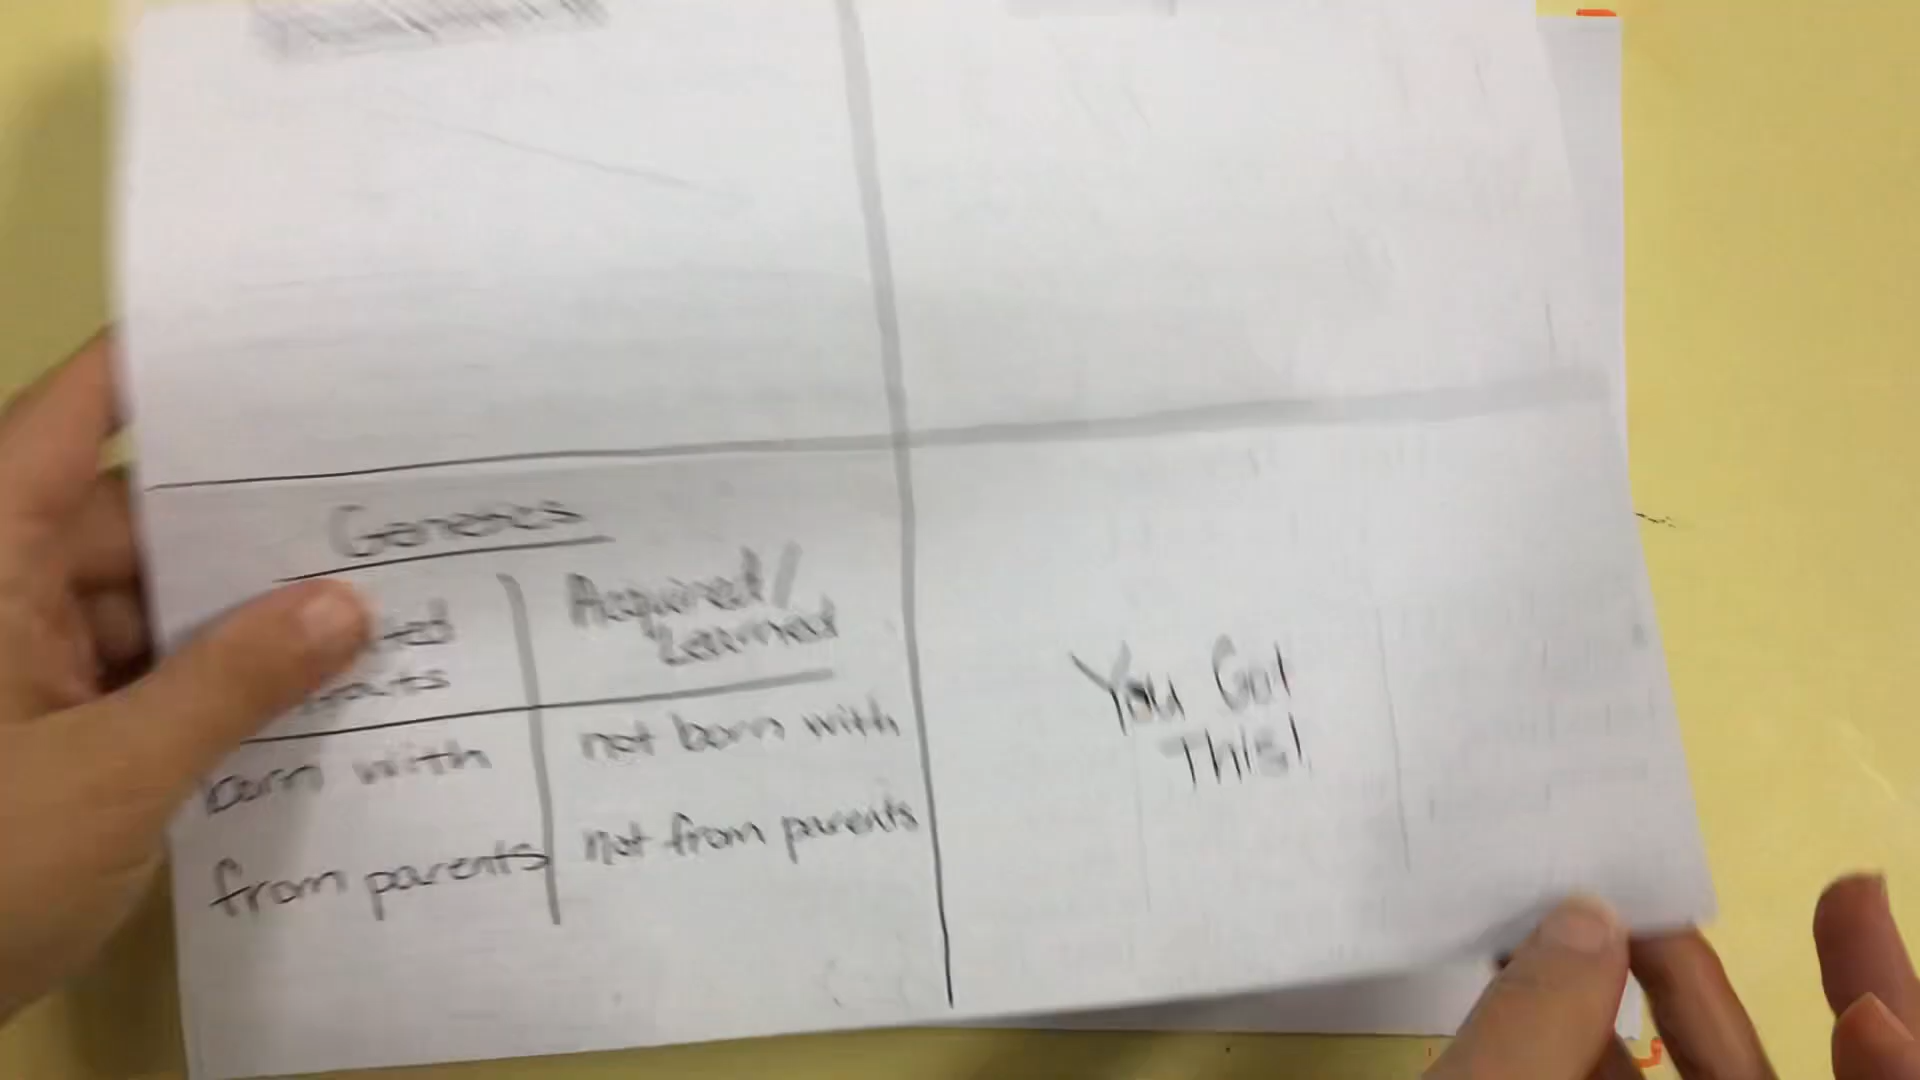 Genetics
Acquired/
Learned
born with
not born with
from parents
not from parents
You Got
This!